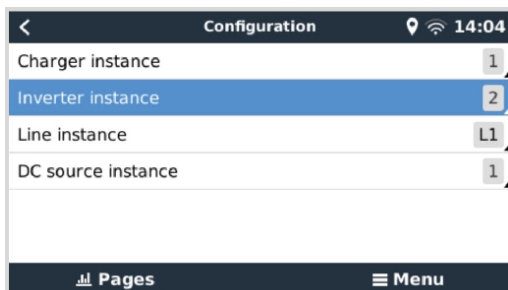 Configuration 14:04
Charger instance 1
Inverter instance 2
Line instance L1
DC source instance 1
Pages Menu